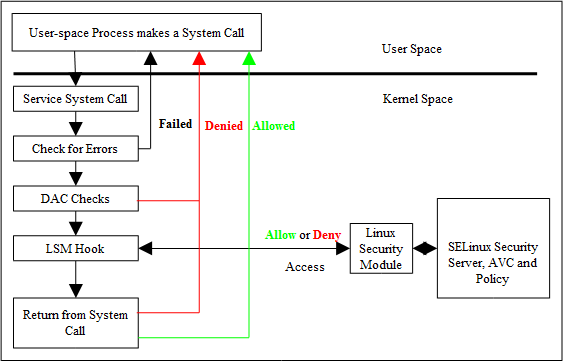 User-space Process makes a System Call
User Space
Service System Call
Kernel Space
Failed Denied Allowed
Check for Errors
DAC Checks
Allow or Deny
LSM Hook
Access
Linux
Security
Module
SELinux Security
Server, AVC and
Policy
Return from System
Call